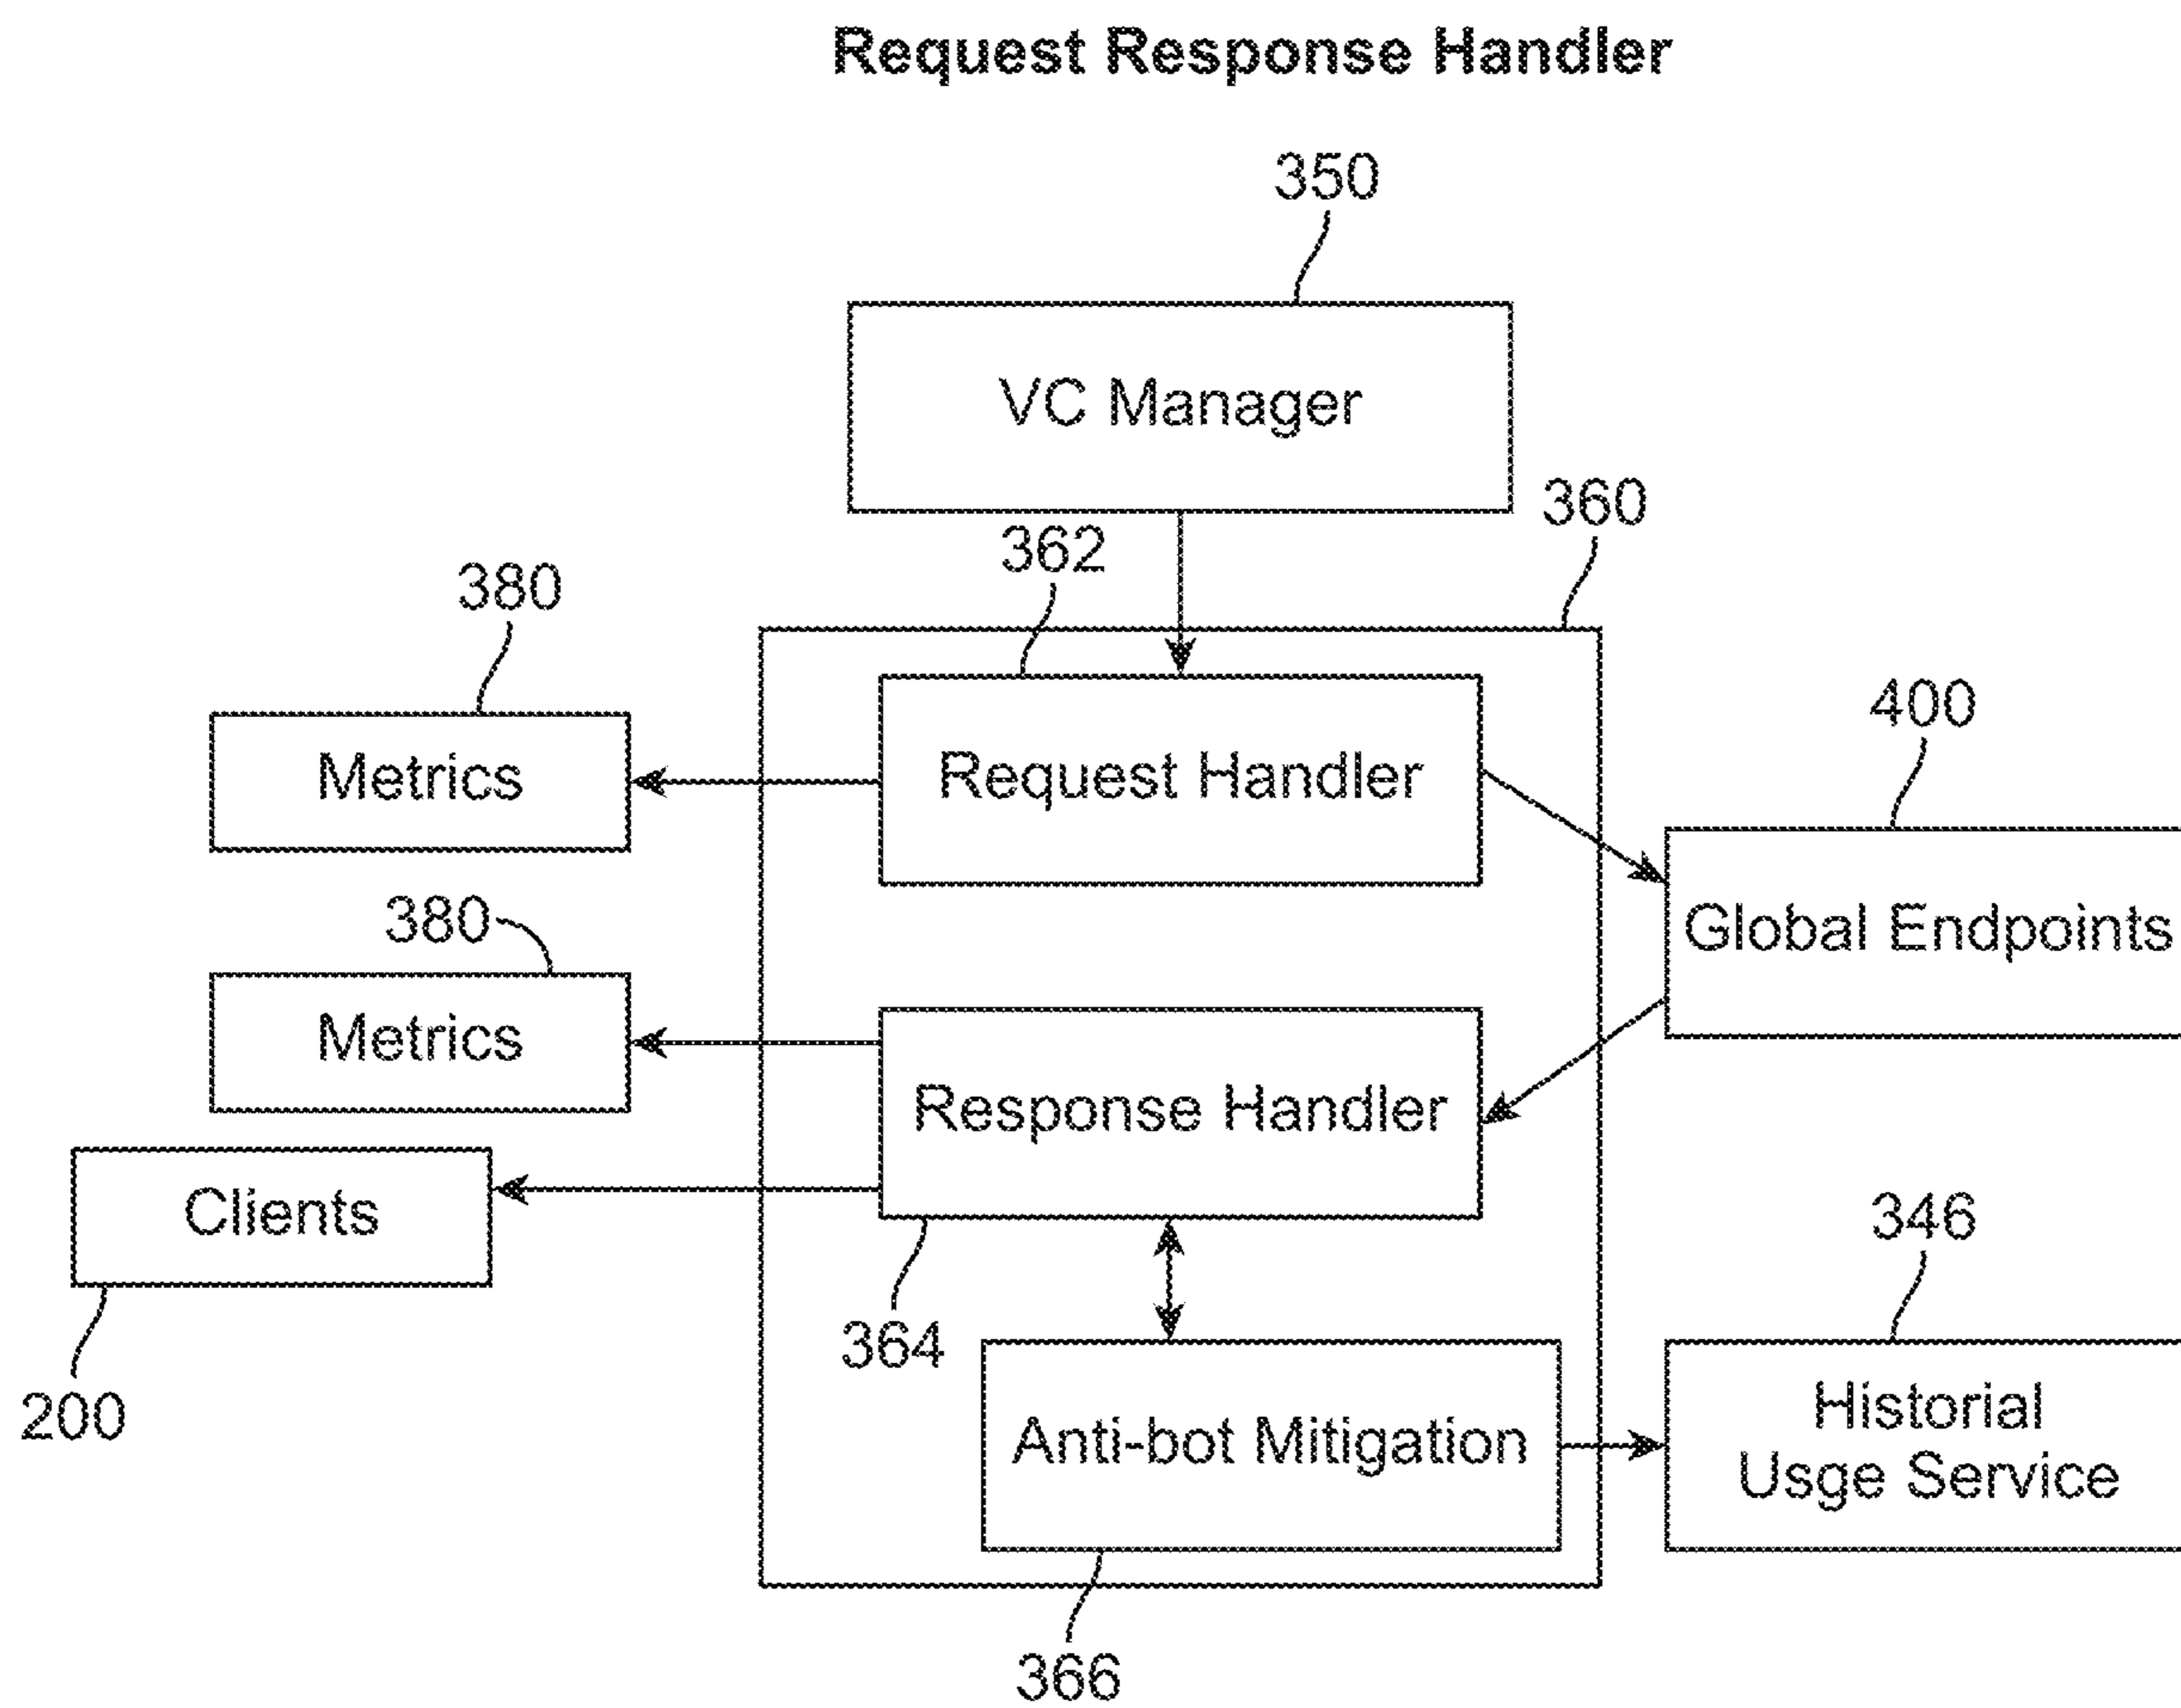 Request Response Handler
350
VC Manager
360
362
380
Metrics
Request Handler
400
Global Endpoints
380
Metrics
Response Handler
Clients
200
364
346
Anti-bot Mitigation
Historial
Usge Service
366